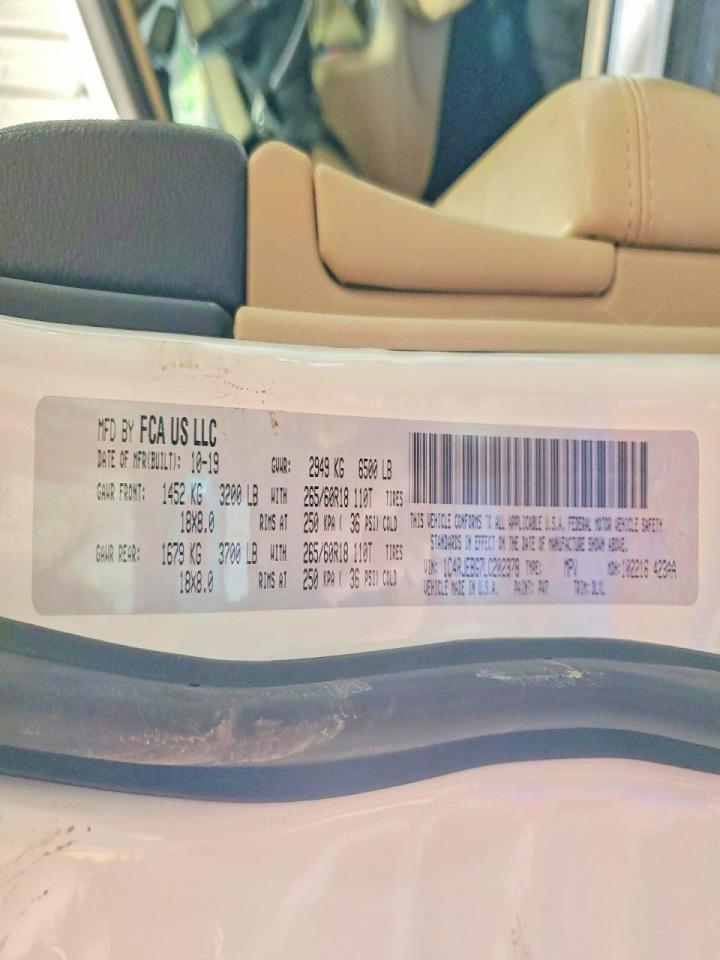 MFD BY FCA US LLC
DATE OF MFR(BUILT): 10-19
GVWR: 2949 KG 6500 LB
GAWR FRONT: 1452 KG 3200 LB WITH 265/60R18 110T TIRES
18X8.0 RIMS AT 250 KPA ( 36 PSI) COLD
GAWR REAR: 1679 KG 3700 LB WITH 265/60R18 110T TIRES
18X8.0 RIMS AT 250 KPA ( 36 PSI) COLD
THIS VEHICLE CONFORMS TO ALL APPLICABLE U.S.A. FEDERAL MOTOR VEHICLE SAFETY
STANDARDS IN EFFECT ON THE DATE OF MANUFACTURE SHOWN ABOVE.
VIN: TYPE: MPV MDH: 102216 423AA
VEHICLE MADE IN U.S.A. PAINT: PW7 TRIM: